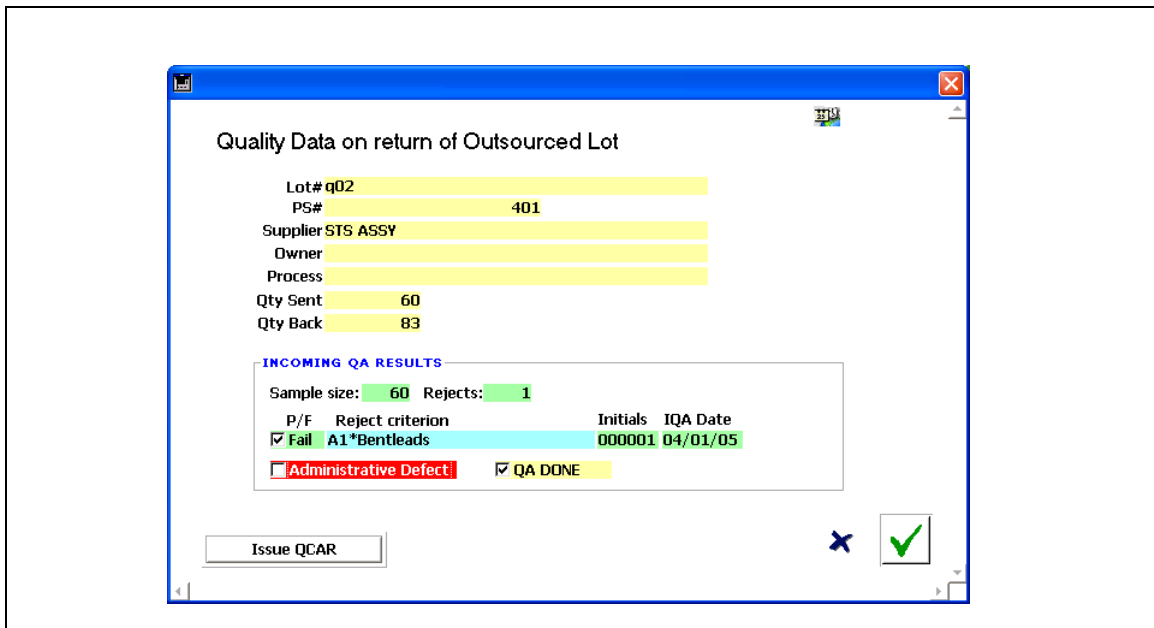 Quality Data on return of Outsourced Lot
Lot# q02
PS# 401
Supplier STS ASSY
Owner
Process
Qty Sent 60
Qty Back 83
INCOMING QA RESULTS
Sample size: 60 Rejects: 1
P/F Reject criterion Initials IQA Date
Fail A1*Bentleads 000001 04/01/05
Administrative Defect QA DONE
Issue QCAR